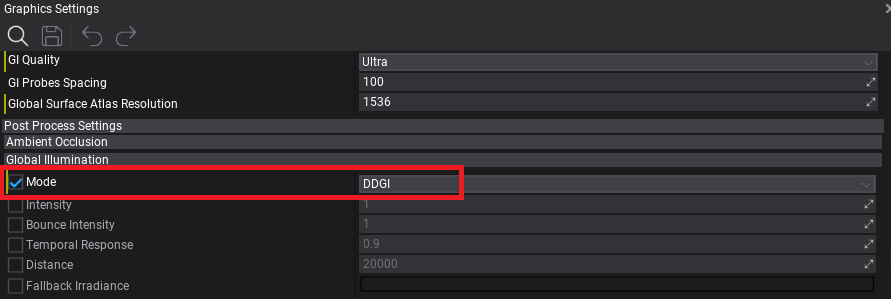 Graphics Settings
GI Quality Ultra
GI Probes Spacing 100
Global Surface Atlas Resolution 1536
Post Process Settings
Ambient Occlusion
Global Illumination
Mode DDGI
Intensity 1
Bounce Intensity 1
Temporal Response 0.9
Distance 20000
Fallback Irradiance